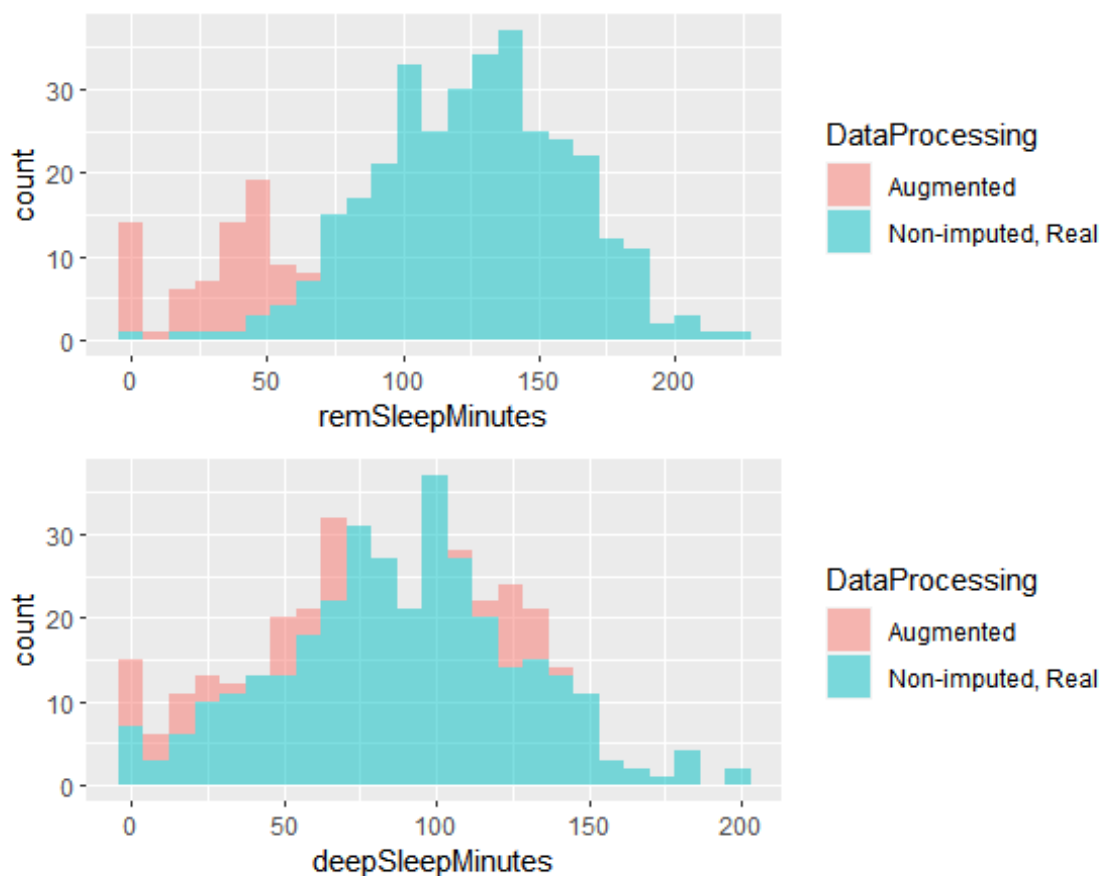 30
20
10
0
count
0 50 100 150 200
remSleepMinutes
DataProcessing
Augmented
Non-imputed, Real
30
20
10
0
count
0 50 100 150 200
deepSleepMinutes
DataProcessing
Augmented
Non-imputed, Real